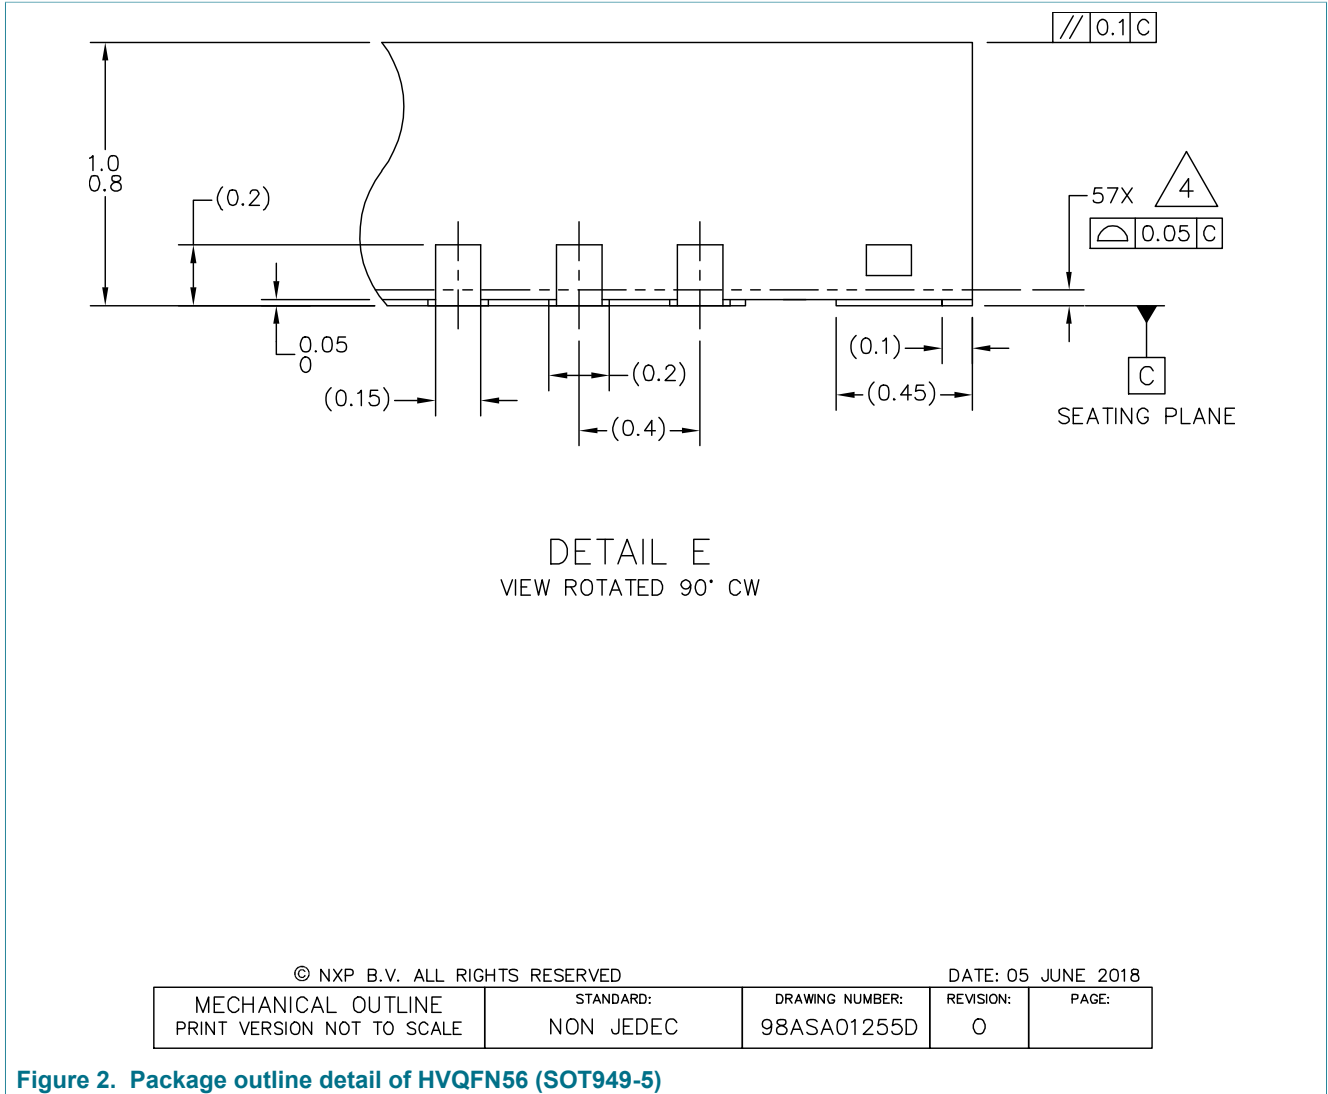 // 0.1 C
1.0
0.8
(0.2)
57X 4
0.05 C
0.05
0
(0.15)
(0.2)
(0.4)
(0.1)
(0.45)
C
SEATING PLANE
DETAIL E
VIEW ROTATED 90° CW
© NXP B.V. ALL RIGHTS RESERVED
DATE: 05 JUNE 2018
MECHANICAL OUTLINE
PRINT VERSION NOT TO SCALE
STANDARD:
NON JEDEC
DRAWING NUMBER:
98ASA01255D
REVISION:
O
PAGE:
Figure 2. Package outline detail of HVQFN56 (SOT949-5)